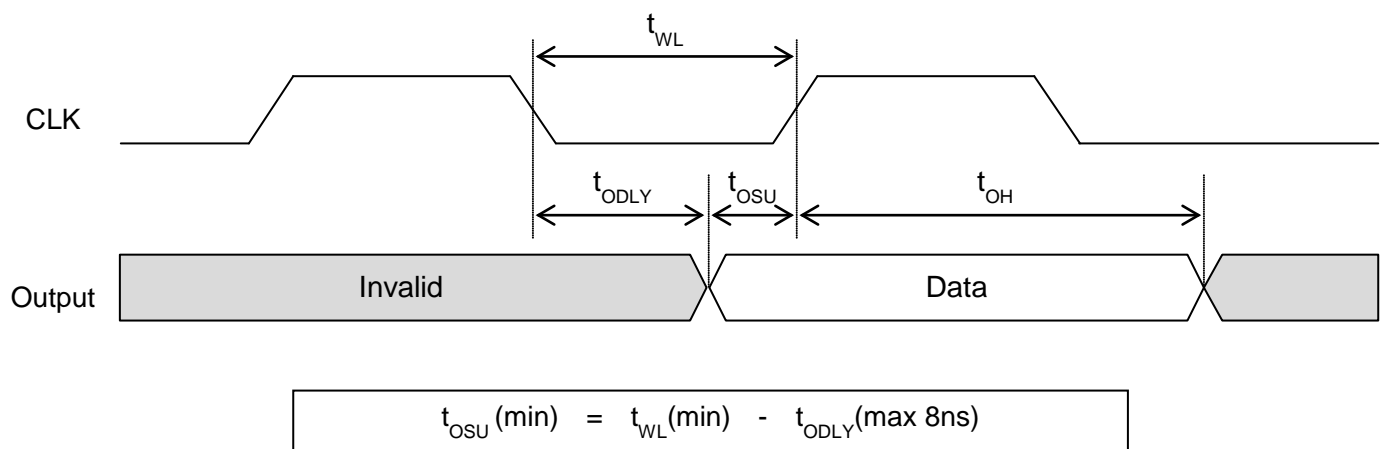 t_WL
CLK
t_ODLY t_OSU t_OH
Output Invalid Data
t_OSU (min) = t_WL(min) - t_ODLY(max 8ns)